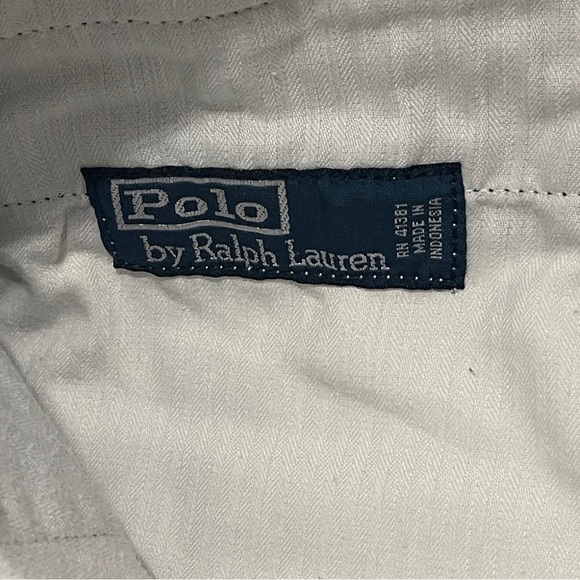 Polo
by Ralph Lauren
RN 41381
MADE IN
INDONESIA